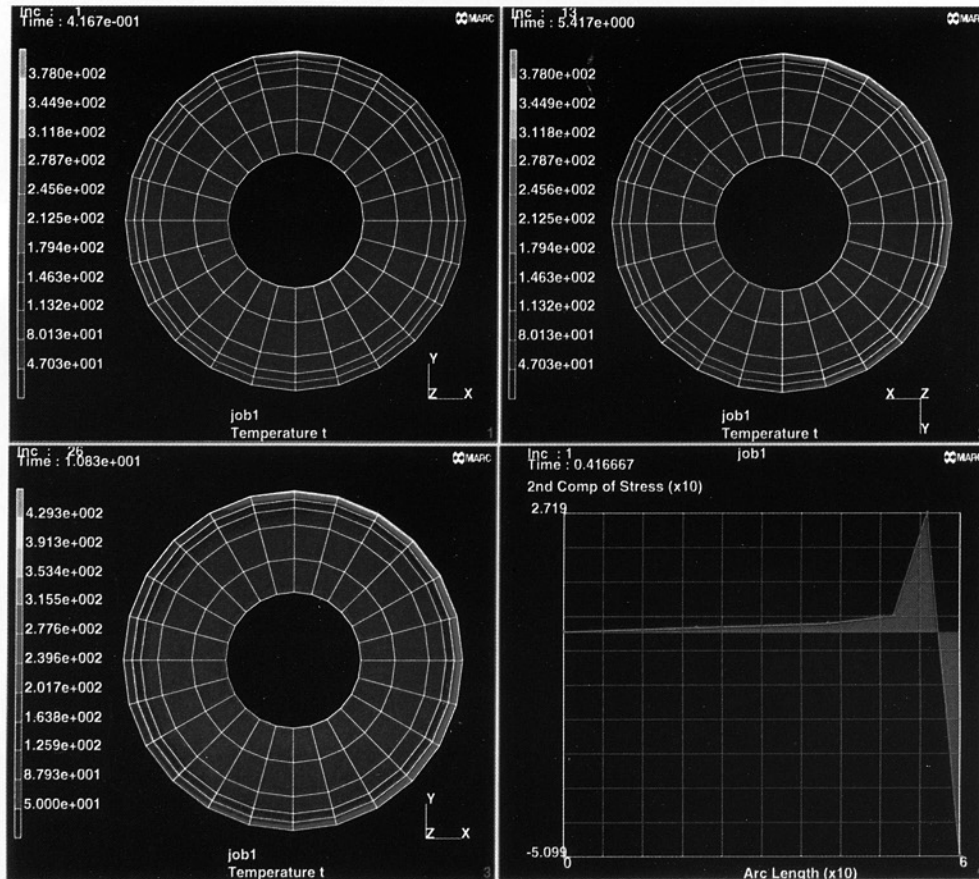 Inc : 1
Time : 4.167e-001
MARC
3.780e+002
3.449e+002
3.118e+002
2.787e+002
2.456e+002
2.125e+002
1.794e+002
1.463e+002
1.132e+002
8.013e+001
4.703e+001
Y
Z X
job1
Temperature t
1
Inc : 13
Time : 5.417e+000
MARC
3.780e+002
3.449e+002
3.118e+002
2.787e+002
2.456e+002
2.125e+002
1.794e+002
1.463e+002
1.132e+002
8.013e+001
4.703e+001
X Z
Y
job1
Temperature t
Inc : 26
Time : 1.083e+001
MARC
4.293e+002
3.913e+002
3.534e+002
3.155e+002
2.776e+002
2.396e+002
2.017e+002
1.638e+002
1.259e+002
8.793e+001
5.000e+001
Y
Z X
job1
Temperature t
3
Inc : 1
job1
Time : 0.416667
MARC
2nd Comp of Stress (x10)
2.719
-5.099
0
6
Arc Length (x10)